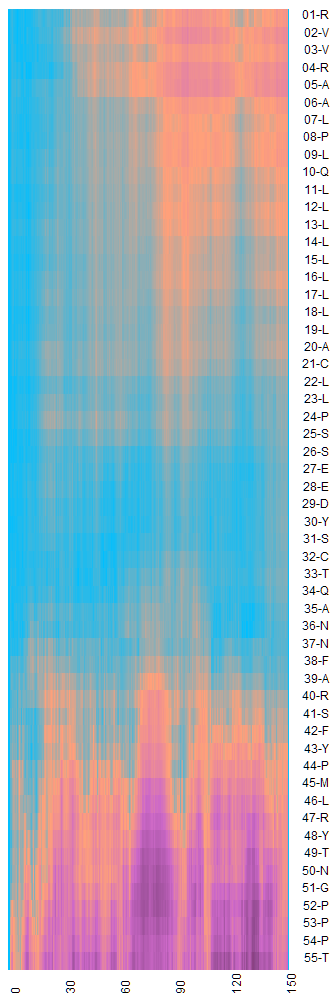 01-R
02-V
03-V
04-R
05-A
06-A
07-L
08-P
09-L
10-Q
11-L
12-L
13-L
14-L
15-L
16-L
17-L
18-L
19-L
20-A
21-C
22-L
23-L
24-P
25-S
26-S
27-E
28-E
29-D
30-Y
31-S
32-C
33-T
34-Q
35-A
36-N
37-N
38-F
39-A
40-R
41-S
42-F
43-Y
44-P
45-M
46-L
47-R
48-Y
49-T
50-N
51-G
52-P
53-P
54-P
55-T
0 30 60 90 120 150